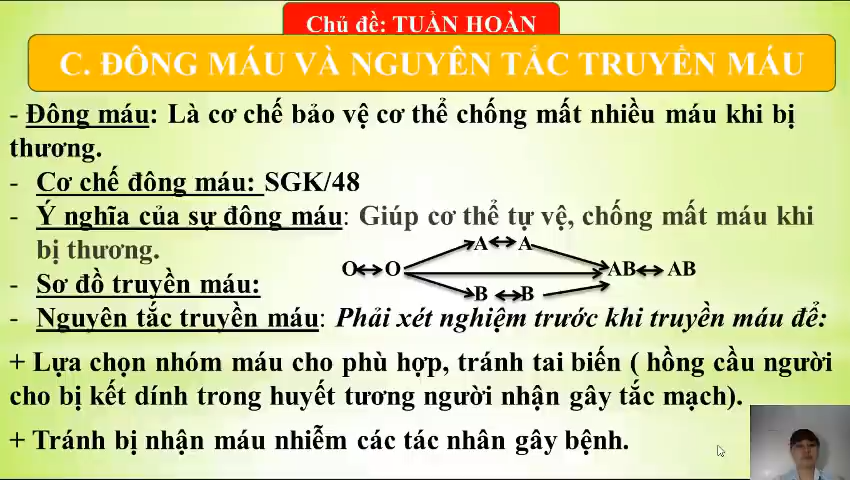 Chủ đề: TUẦN HOÀN
C. ĐÔNG MÁU VÀ NGUYÊN TẮC TRUYỀN MÁU
- Đông máu: Là cơ chế bảo vệ cơ thể chống mất nhiều máu khi bị
thương.
- Cơ chế đông máu: SGK/48
- Ý nghĩa của sự đông máu: Giúp cơ thể tự vệ, chống mất máu khi
bị thương.
A ↔ A
O ↔ O
AB ↔ AB
- Sơ đồ truyền máu:
B ↔ B
- Nguyên tắc truyền máu: Phải xét nghiệm trước khi truyền máu để:
+ Lựa chọn nhóm máu cho phù hợp, tránh tai biến ( hồng cầu người
cho bị kết dính trong huyết tương người nhận gây tắc mạch).
+ Tránh bị nhận máu nhiễm các tác nhân gây bệnh.